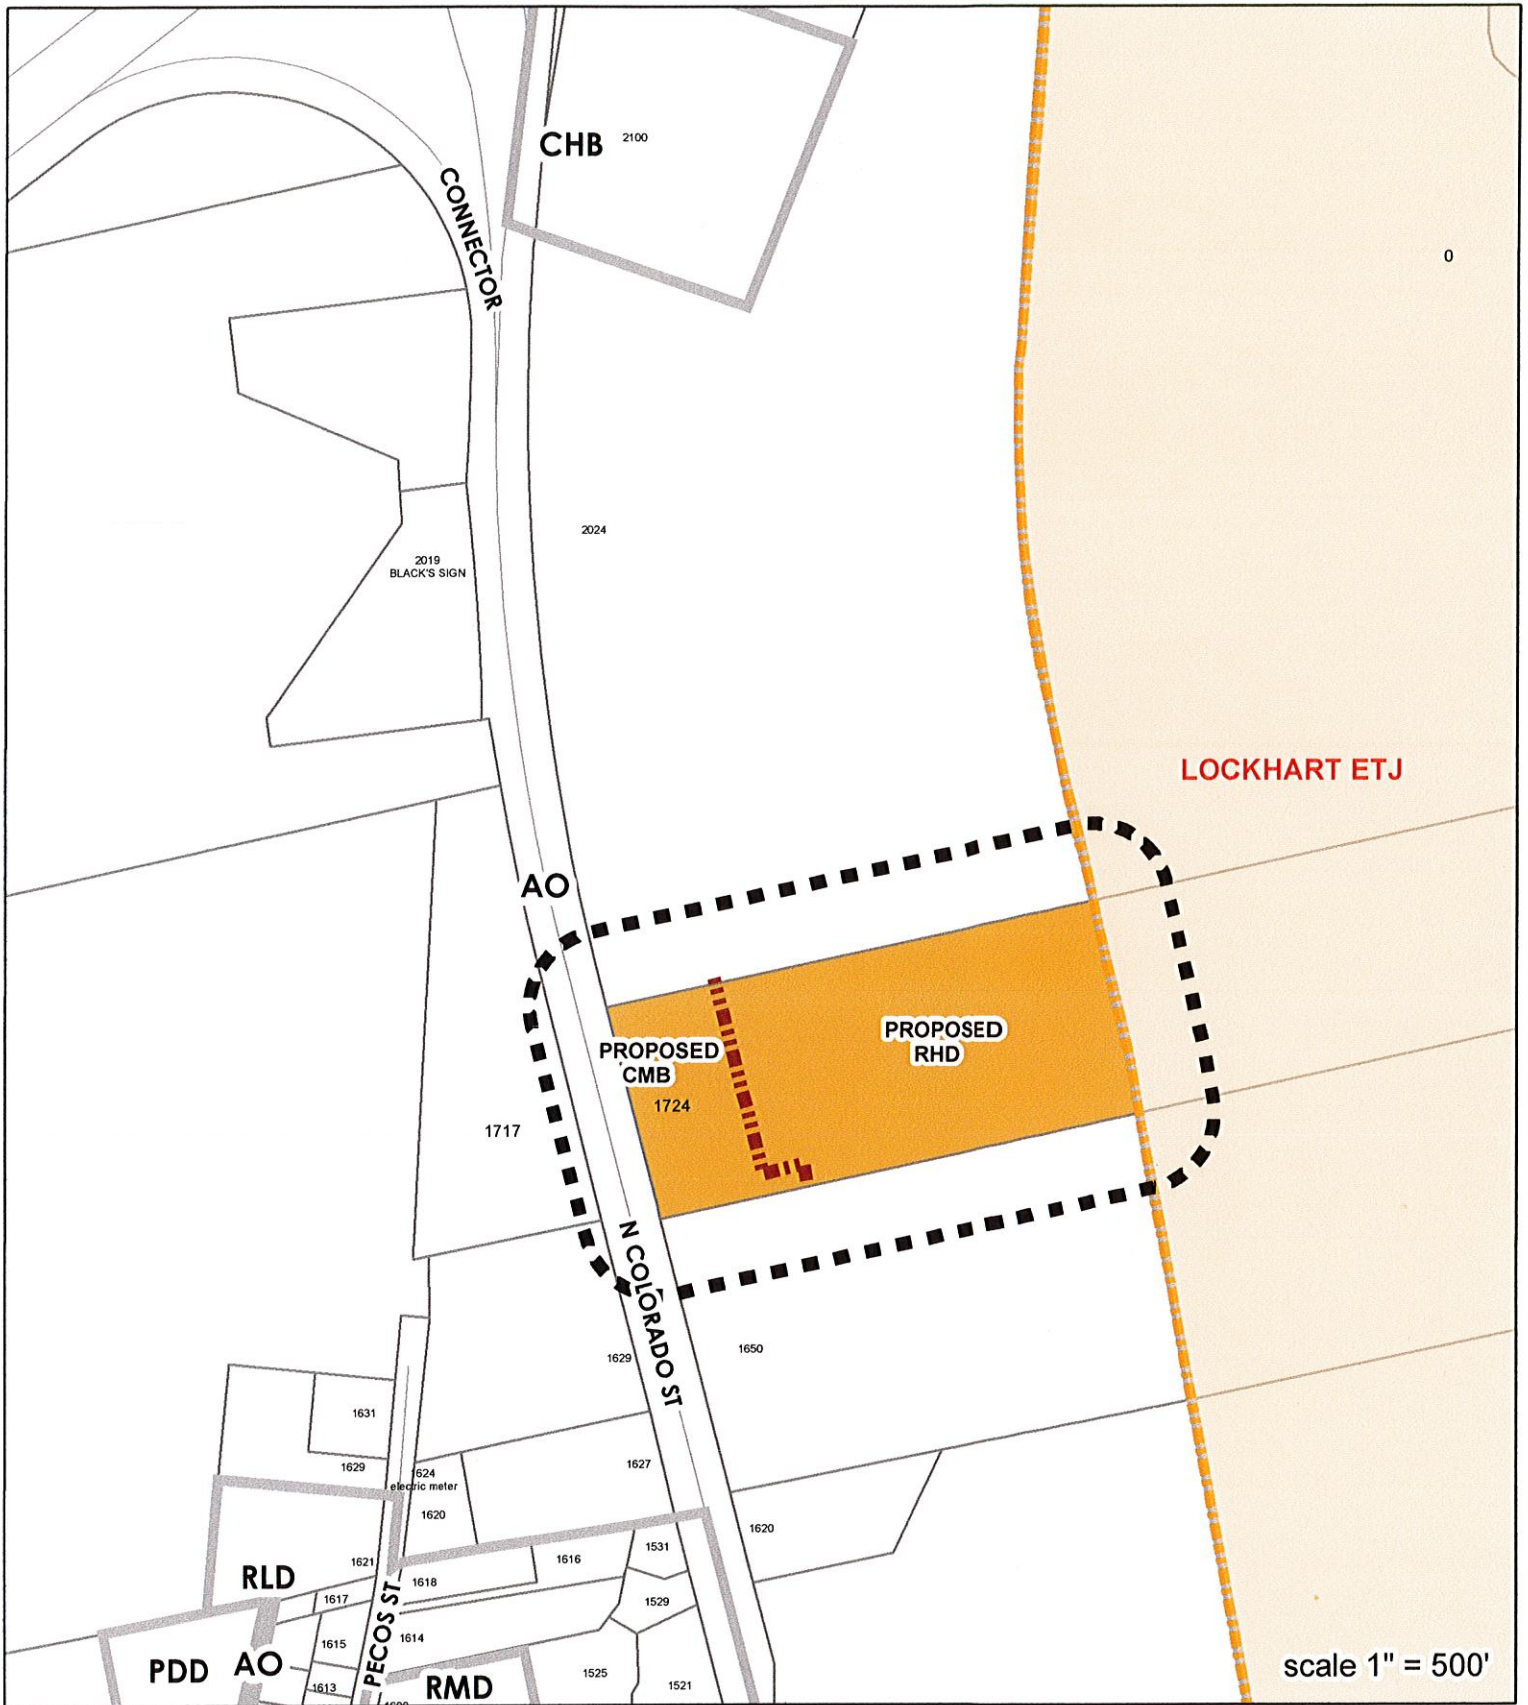 CHB
2100
CONNECTOR
0
2024
2019
BLACK'S SIGN
LOCKHART ETJ
AO
PROPOSED
CMB
PROPOSED
RHD
1724
1717
N COLORADO ST
1629
1650
1631
1629
1624
electric meter
1627
1620
1620
1621
1618
1616
1531
RLD
1617
1529
PECOS ST
1615
1614
PDD
AO
1613
RMD
1525
1521
scale 1" = 500'